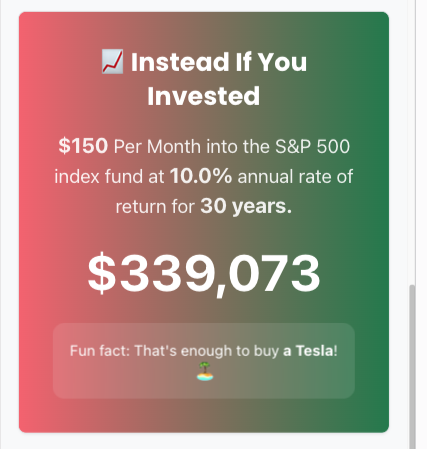 📈 Instead If You
Invested
$150 Per Month into the S&P 500
index fund at 10.0% annual rate of
return for 30 years.
$339,073
Fun fact: That's enough to buy a Tesla!
🏝️